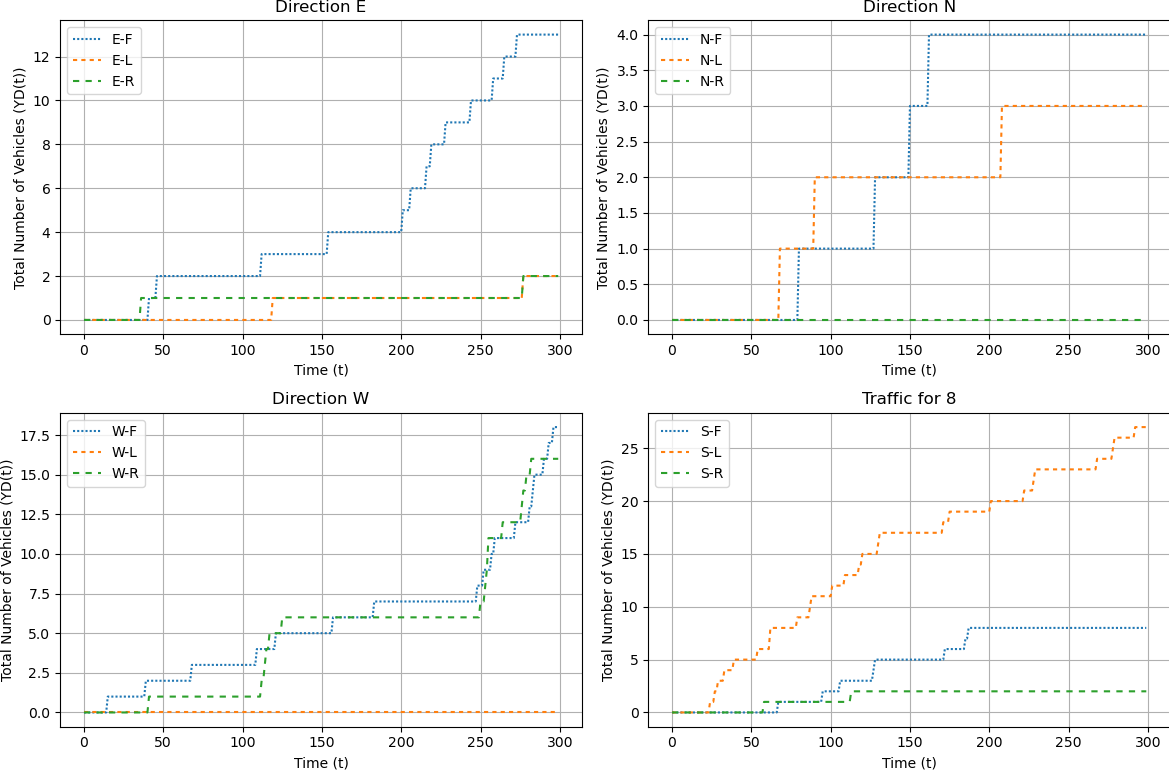 Direction E
E-F
E-L
E-R
Total Number of Vehicles (YD(t))
12
10
8
6
4
2
0
0 50 100 150 200 250 300
Time (t)
Direction N
N-F
N-L
N-R
Total Number of Vehicles (YD(t))
4.0
3.5
3.0
2.5
2.0
1.5
1.0
0.5
0.0
0 50 100 150 200 250 300
Time (t)
Direction W
W-F
W-L
W-R
Total Number of Vehicles (YD(t))
17.5
15.0
12.5
10.0
7.5
5.0
2.5
0.0
0 50 100 150 200 250 300
Time (t)
Traffic for 8
S-F
S-L
S-R
Total Number of Vehicles (YD(t))
25
20
15
10
5
0
0 50 100 150 200 250 300
Time (t)